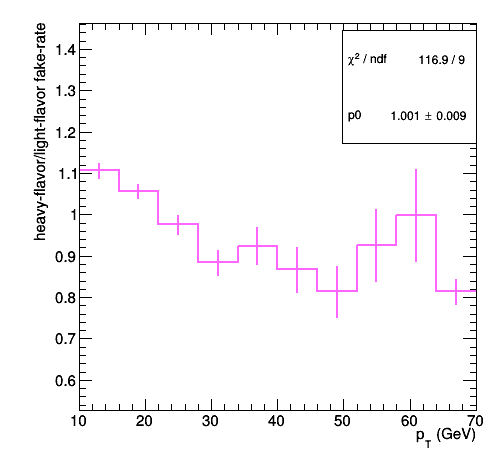 heavy-flavor/light-flavor fake-rate
χ² / ndf 116.9 / 9
p0 1.001 ± 0.009
1.4
1.3
1.2
1.1
1
0.9
0.8
0.7
0.6
10 20 30 40 50 60 70
p_T (GeV)